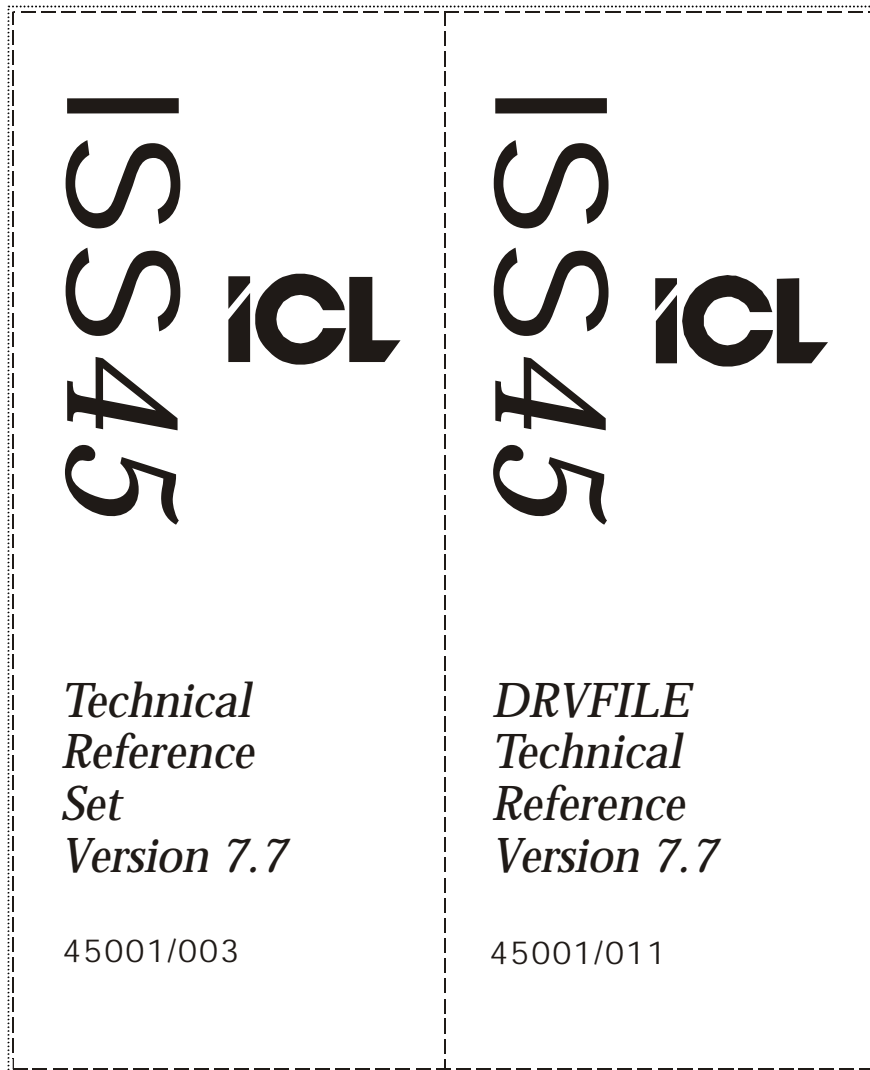 ISS45
ICL
Technical
Reference
Set
Version 7.7
45001/003
ISS45
ICL
DRVFILE
Technical
Reference
Version 7.7
45001/011